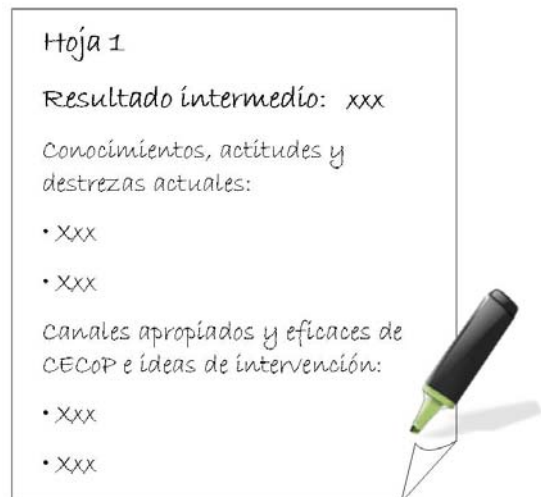 Hoja 1
Resultado intermedio: xxx
Conocimientos, actitudes y
destrezas actuales:
• Xxx
• Xxx
Canales apropiados y eficaces de
CECoP e ideas de intervención:
• Xxx
• Xxx